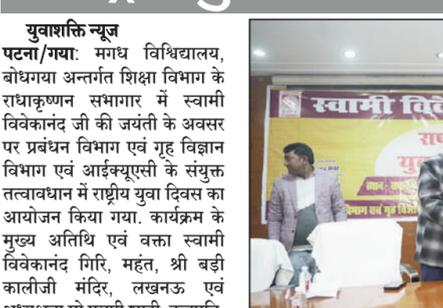 युवाशक्ति न्यूज
पटना/गया: मगध विश्विद्यालय,
बोधगया अन्तर्गत शिक्षा विभाग के
राधाकृष्णन सभागार में स्वामी
विवेकानंद जी की जयंती के अवसर
पर प्रबंधन विभाग एवं गृह विज्ञान
विभाग एवं आईक्यूएसी के संयुक्त
तत्वावधान में राष्ट्रीय युवा दिवस का
आयोजन किया गया. कार्यक्रम के
मुख्य अतिथि एवं वक्ता स्वामी
विवेकानंद गिरि, महंत, श्री बड़ी
कालीजी मंदिर, लखनऊ एवं
स्वामी